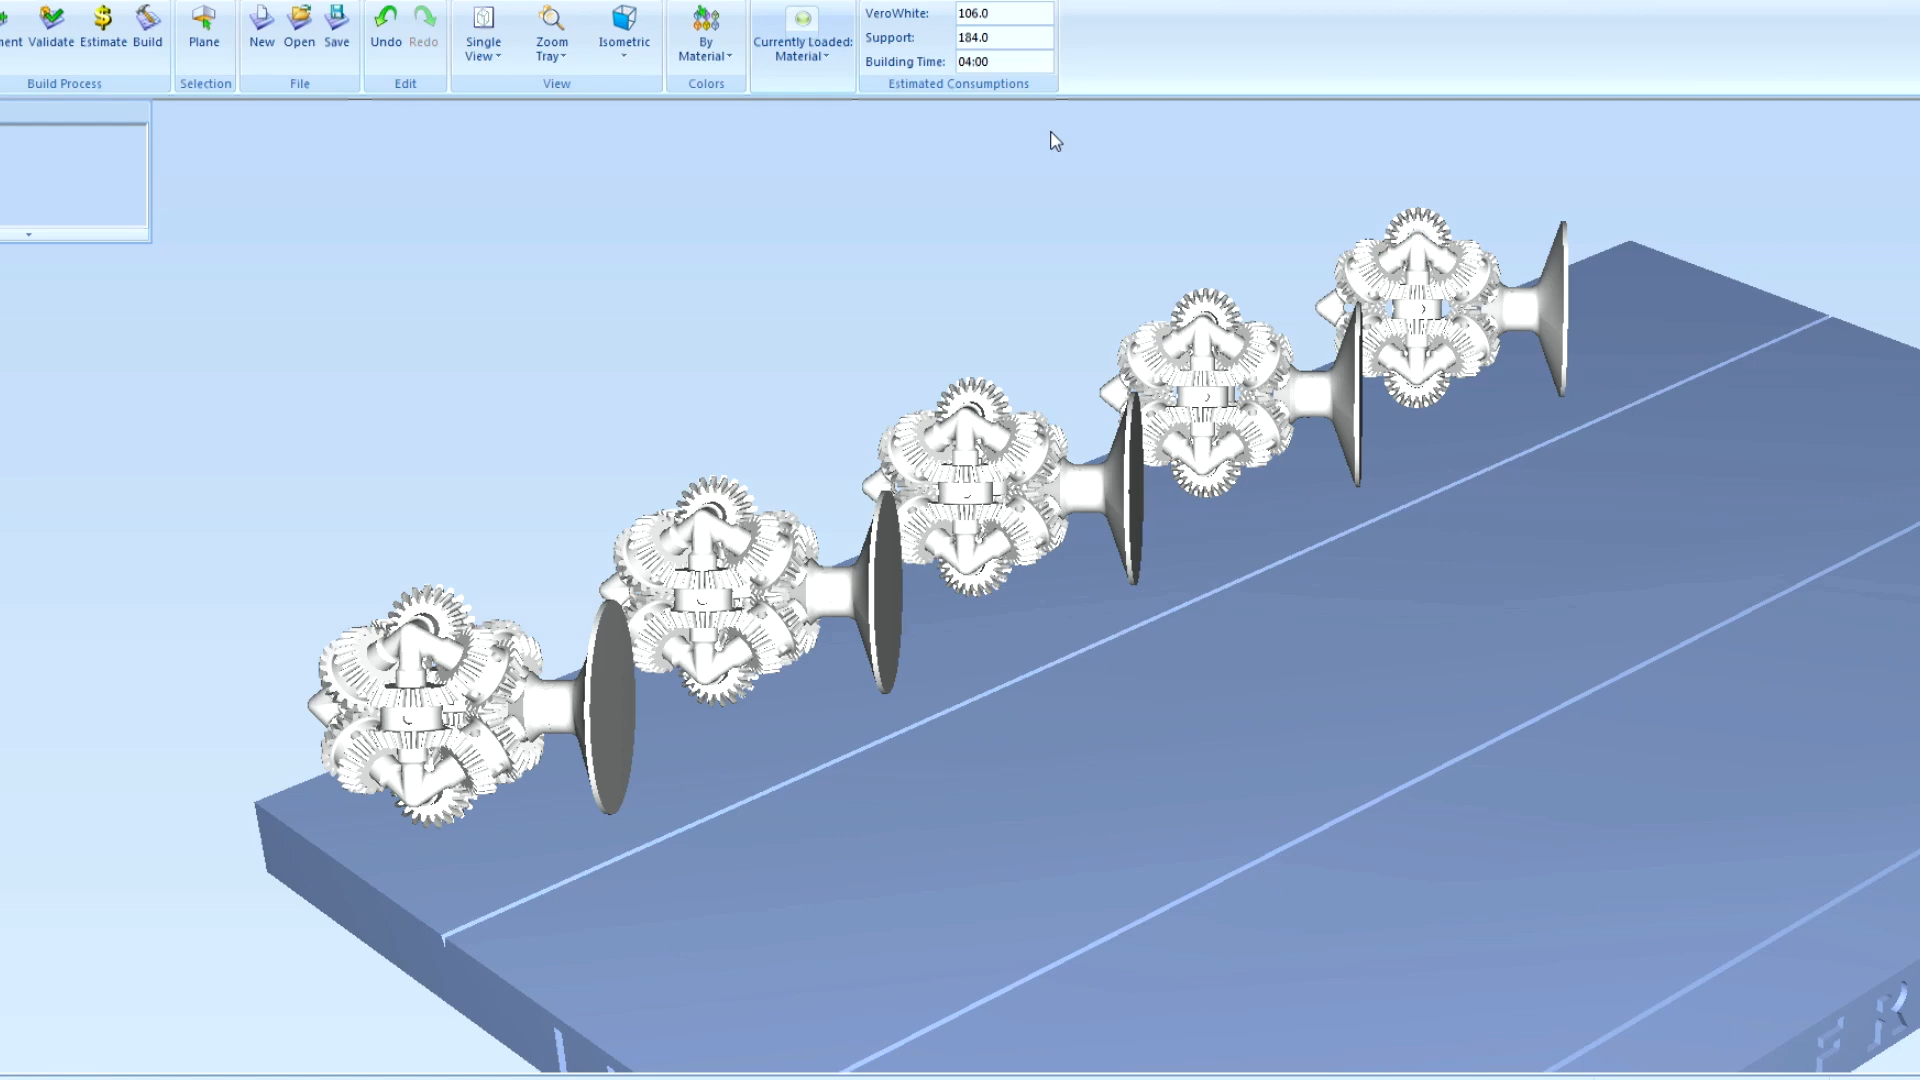 ment Validate Estimate Build Plane New Open Save Undo Redo Single View Zoom Tray Isometric By Material Currently Loaded: Material
VeroWhite: 106.0
Support: 184.0
Building Time: 04:00
Build Process Selection File Edit View Colors Estimated Consumptions